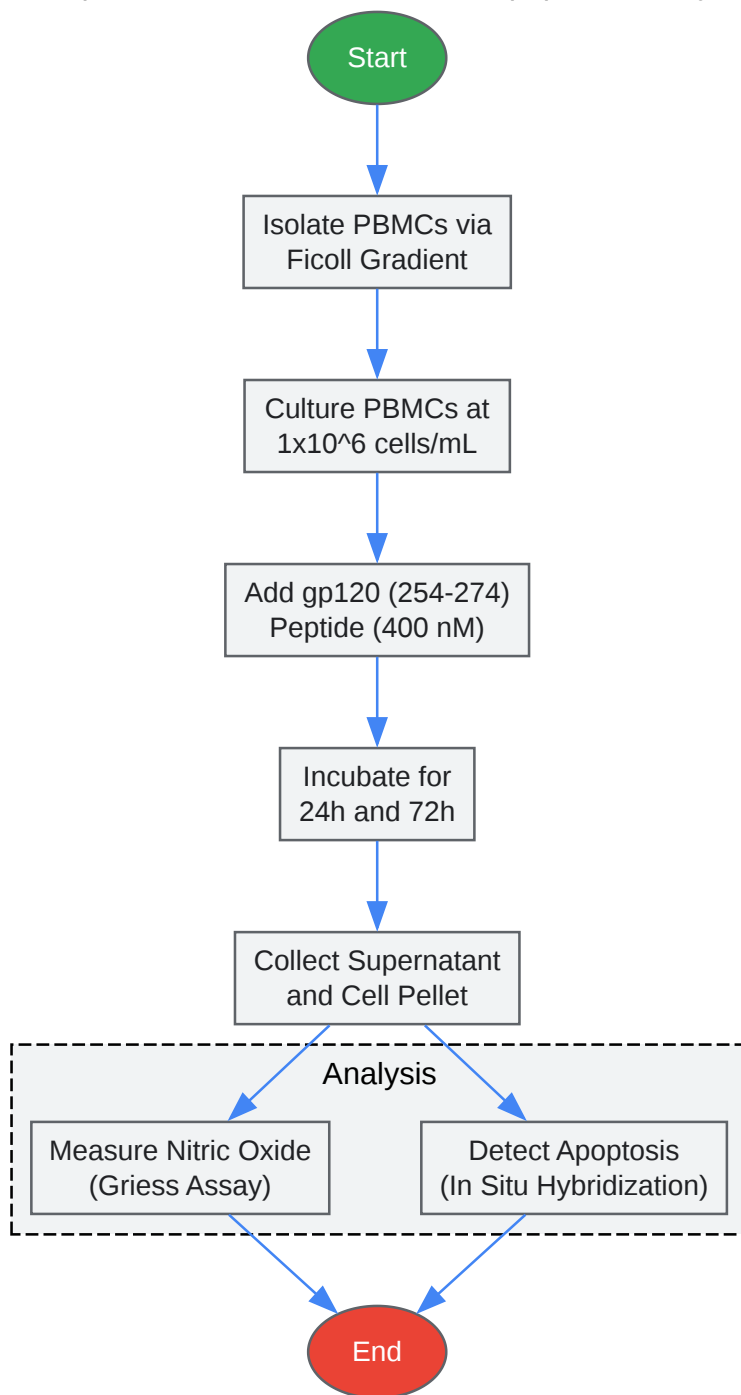 Start
Isolate PBMCs via
Ficoll Gradient
Culture PBMCs at
1x10^6 cells/mL
Add gp120 (254-274)
Peptide (400 nM)
Incubate for
24h and 72h
Collect Supernatant
and Cell Pellet
Analysis
Measure Nitric Oxide
(Griess Assay)
Detect Apoptosis
(In Situ Hybridization)
End